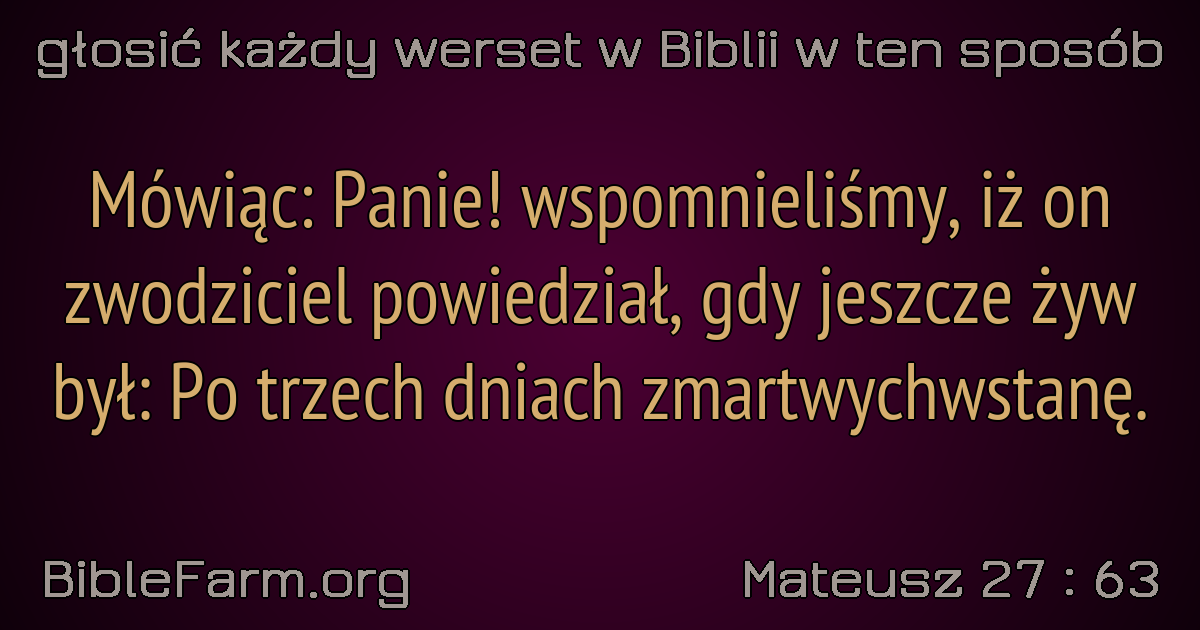 głosić każdy werset w Biblii w ten sposób
Mówiąc: Panie! wspomnieliśmy, iż on
zwodziciel powiedział, gdy jeszcze żyw
był: Po trzech dniach zmartwychwstanę.
BibleFarm.org
Mateusz 27 : 63